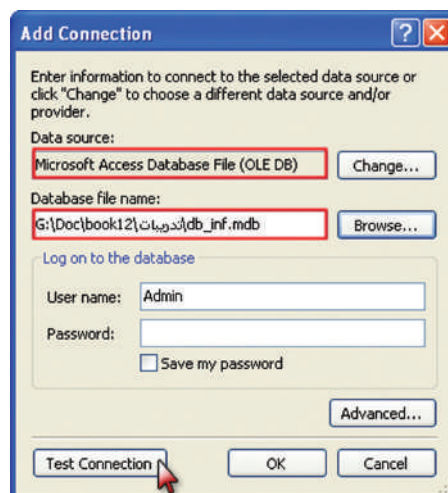 Add Connection
Enter information to connect to the selected data source or
click "Change" to choose a different data source and/or
provider.
Data source:
Microsoft Access Database File (OLE DB)
Change...
Database file name:
G:\Doc\book12\تدريبات\db_inf.mdb
Browse...
Log on to the database
User name:
Admin
Password:
Save my password
Advanced...
Test Connection
OK
Cancel